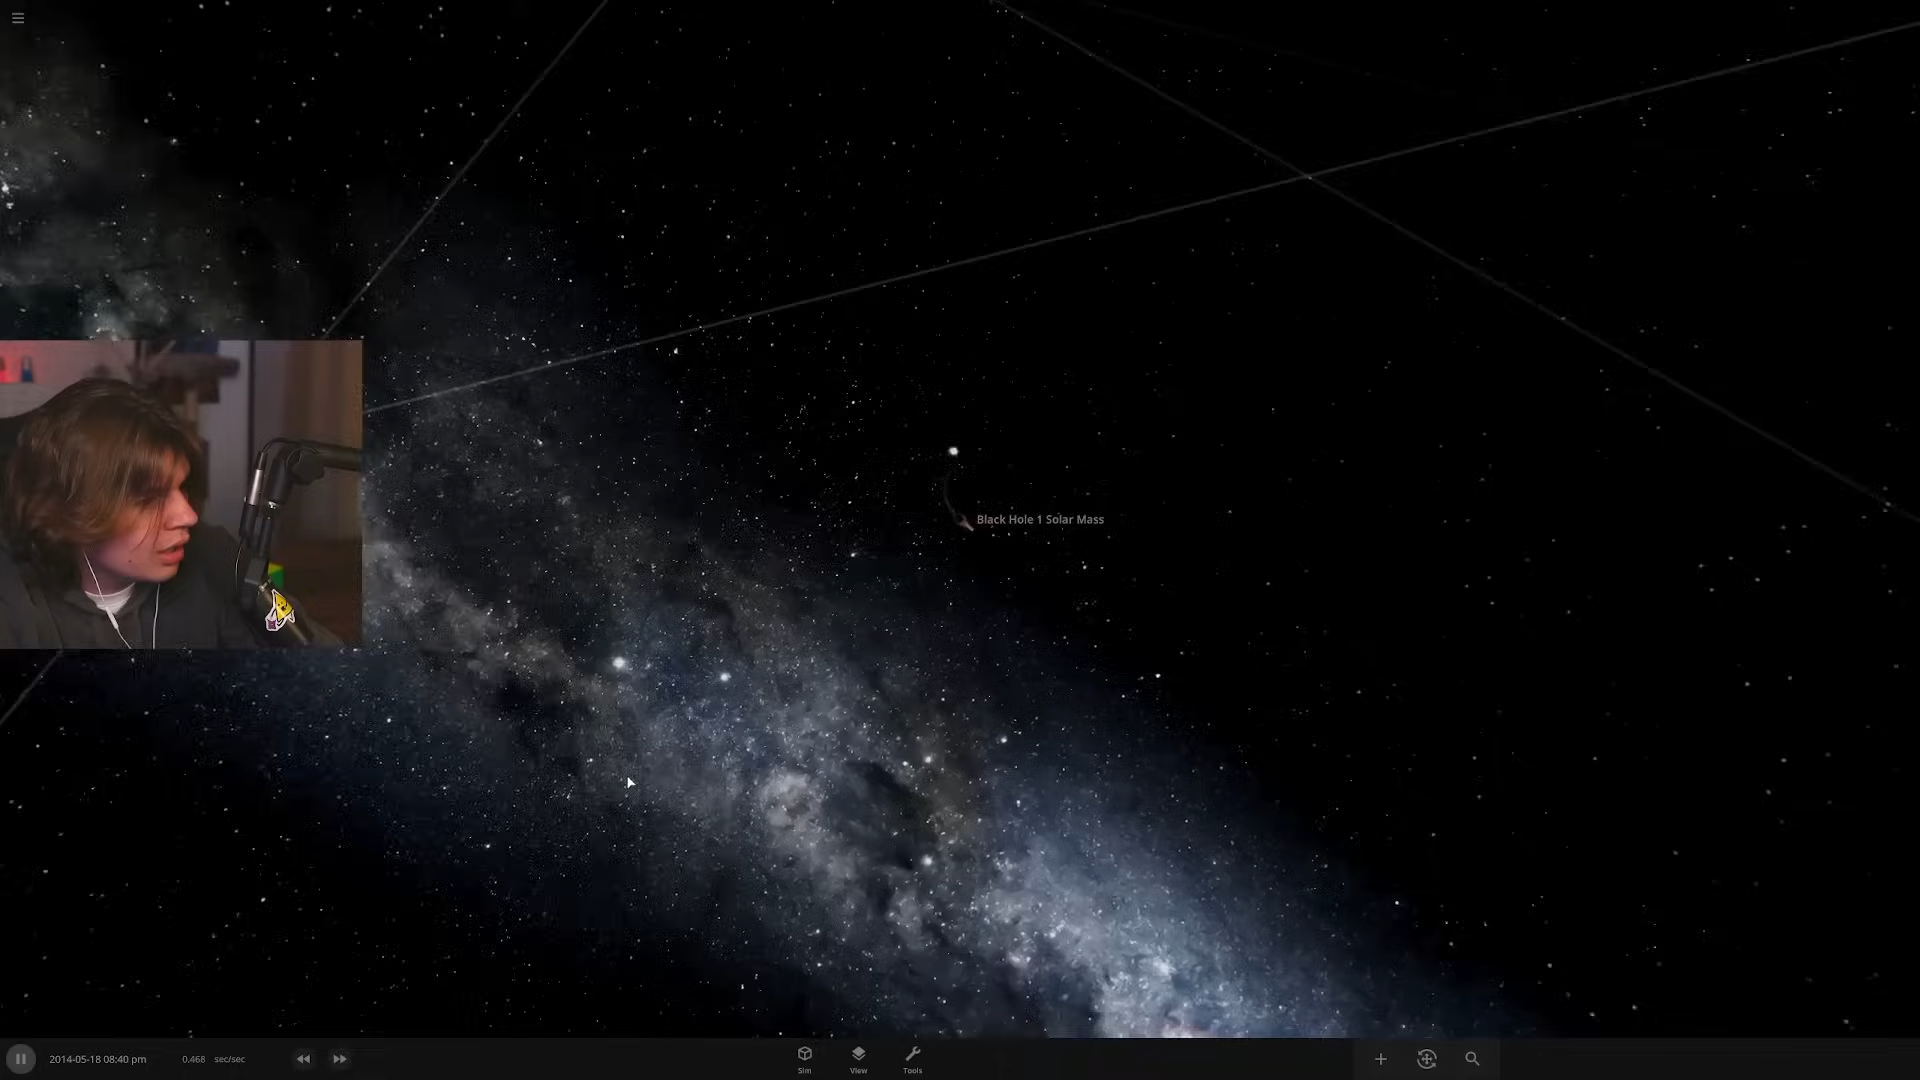 Black Hole 1 Solar Mass
2014-05-18 08:40 pm
0.468 sec/sec
Sim
View
Tools